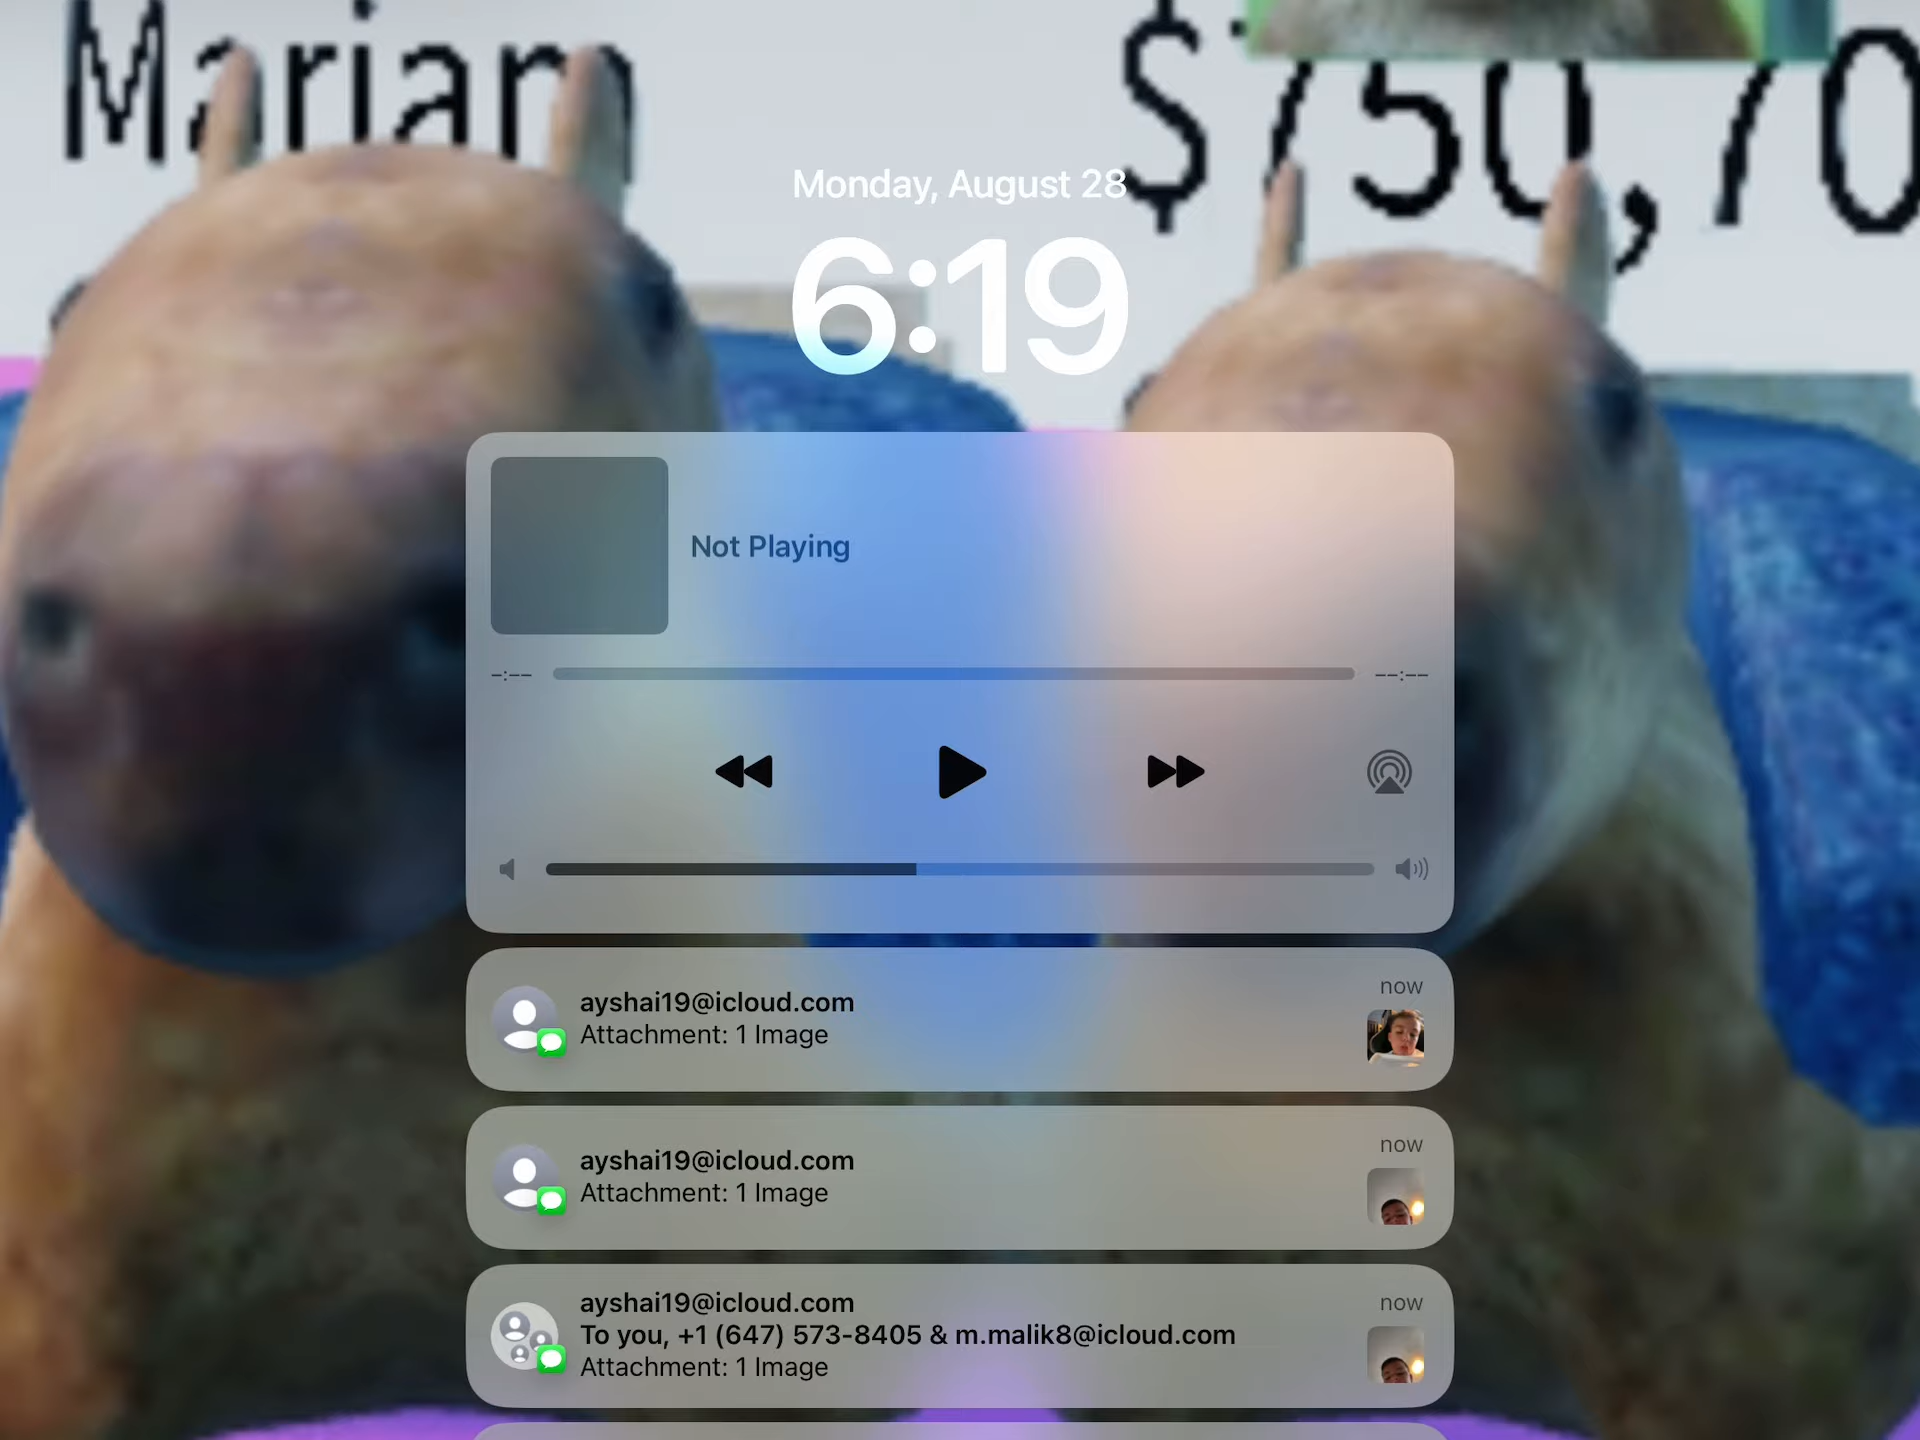 Mariam
$750,70
Monday, August 28
6:19
Not Playing
-:--
--:--
now
ayshai19@icloud.com
Attachment: 1 Image
now
ayshai19@icloud.com
Attachment: 1 Image
now
ayshai19@icloud.com
To you, +1 (647) 573-8405 & m.malik8@icloud.com
Attachment: 1 Image